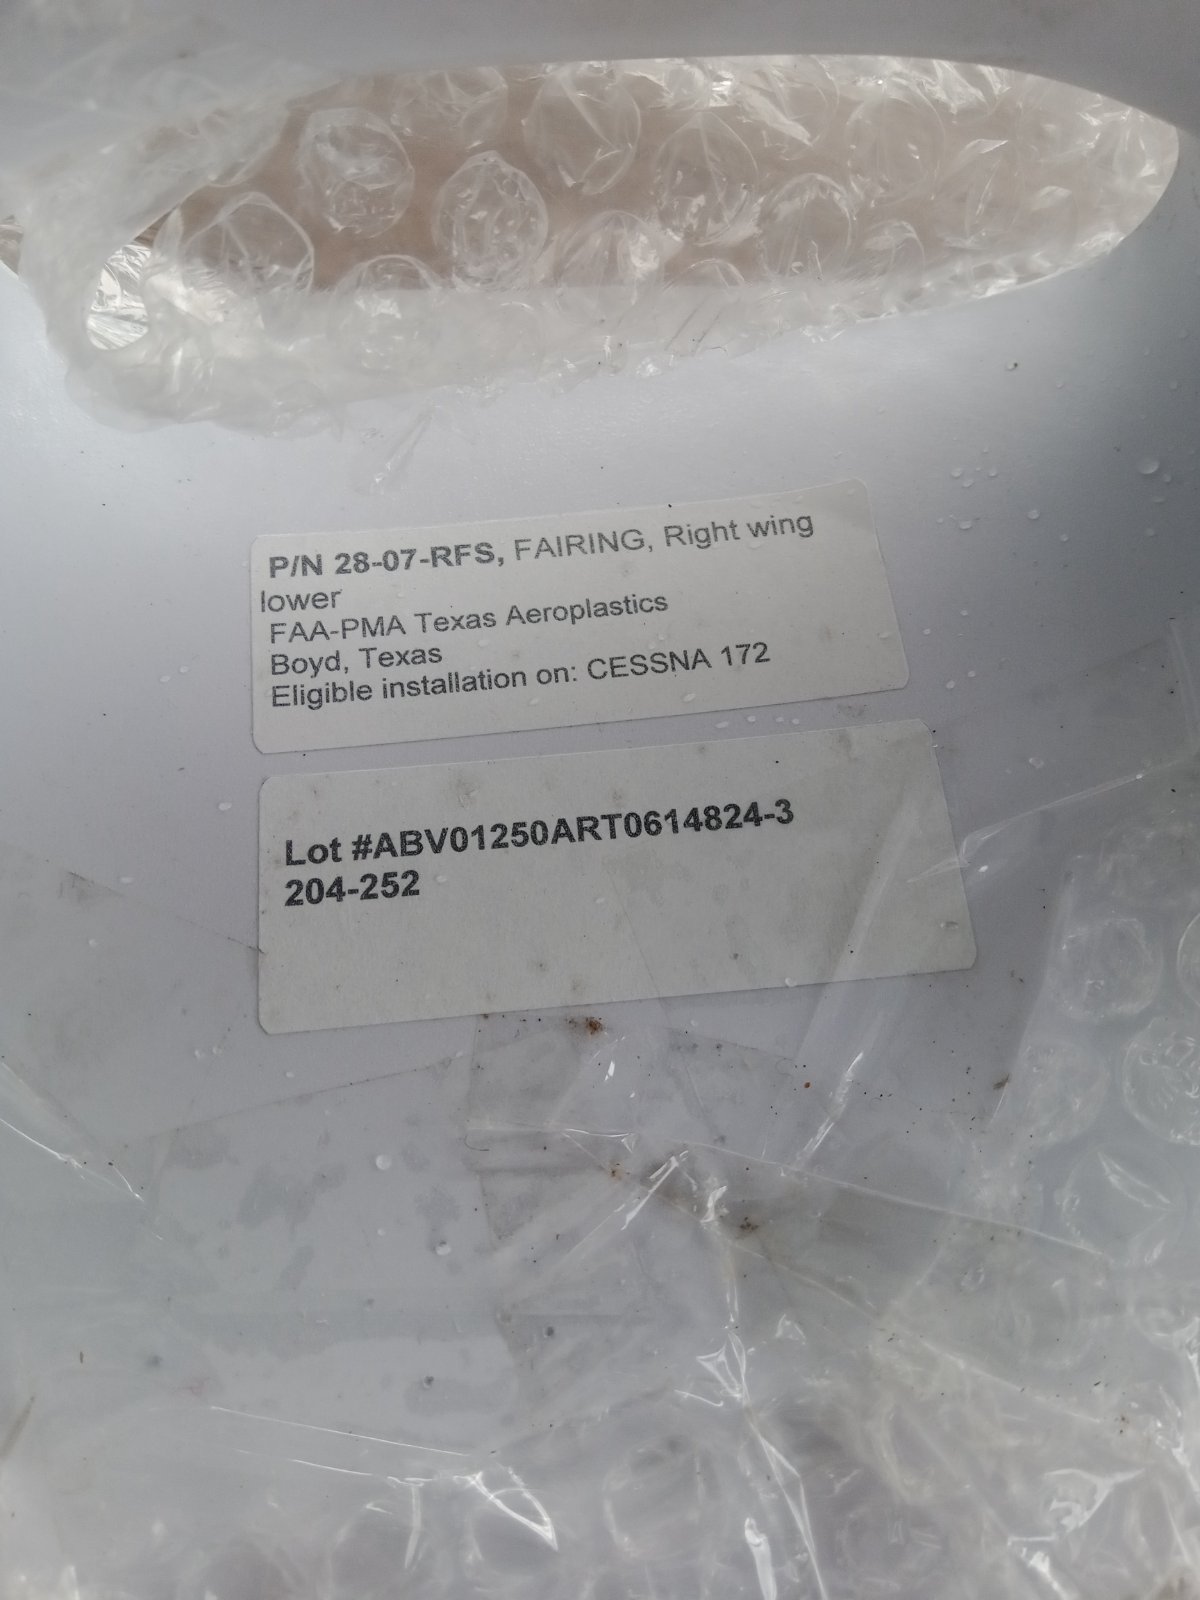 P/N 28-07-RFS, FAIRING, Right wing
lower
FAA-PMA Texas Aeroplastics
Boyd, Texas
Eligible installation on: CESSNA 172
Lot #ABV01250ART0614824-3
204-252